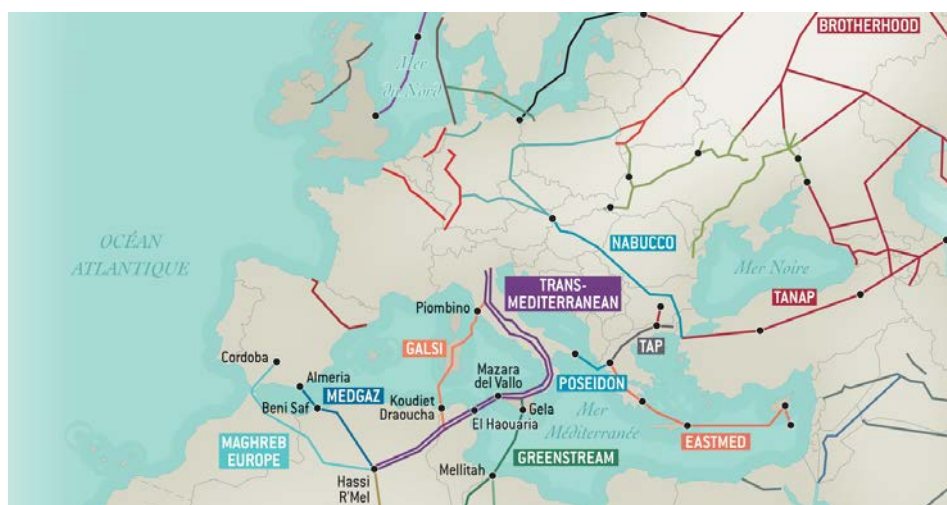 BROTHERHOOD
Mer
du Nord
OCÉAN
ATLANTIQUE
NABUCCO
Mer Noire
TRANS-
MEDITERRANEAN
TANAP
Piombino
GALSI
TAP
Cordoba
Almeria
MEDGAZ
Mazara
del Vallo
POSEIDON
Beni Saf
Koudiet
Draoucha
Gela
El Haouaria
Mer
Méditerranée
EASTMED
MAGHREB
EUROPE
GREENSTREAM
Hassi
R'Mel
Mellitah